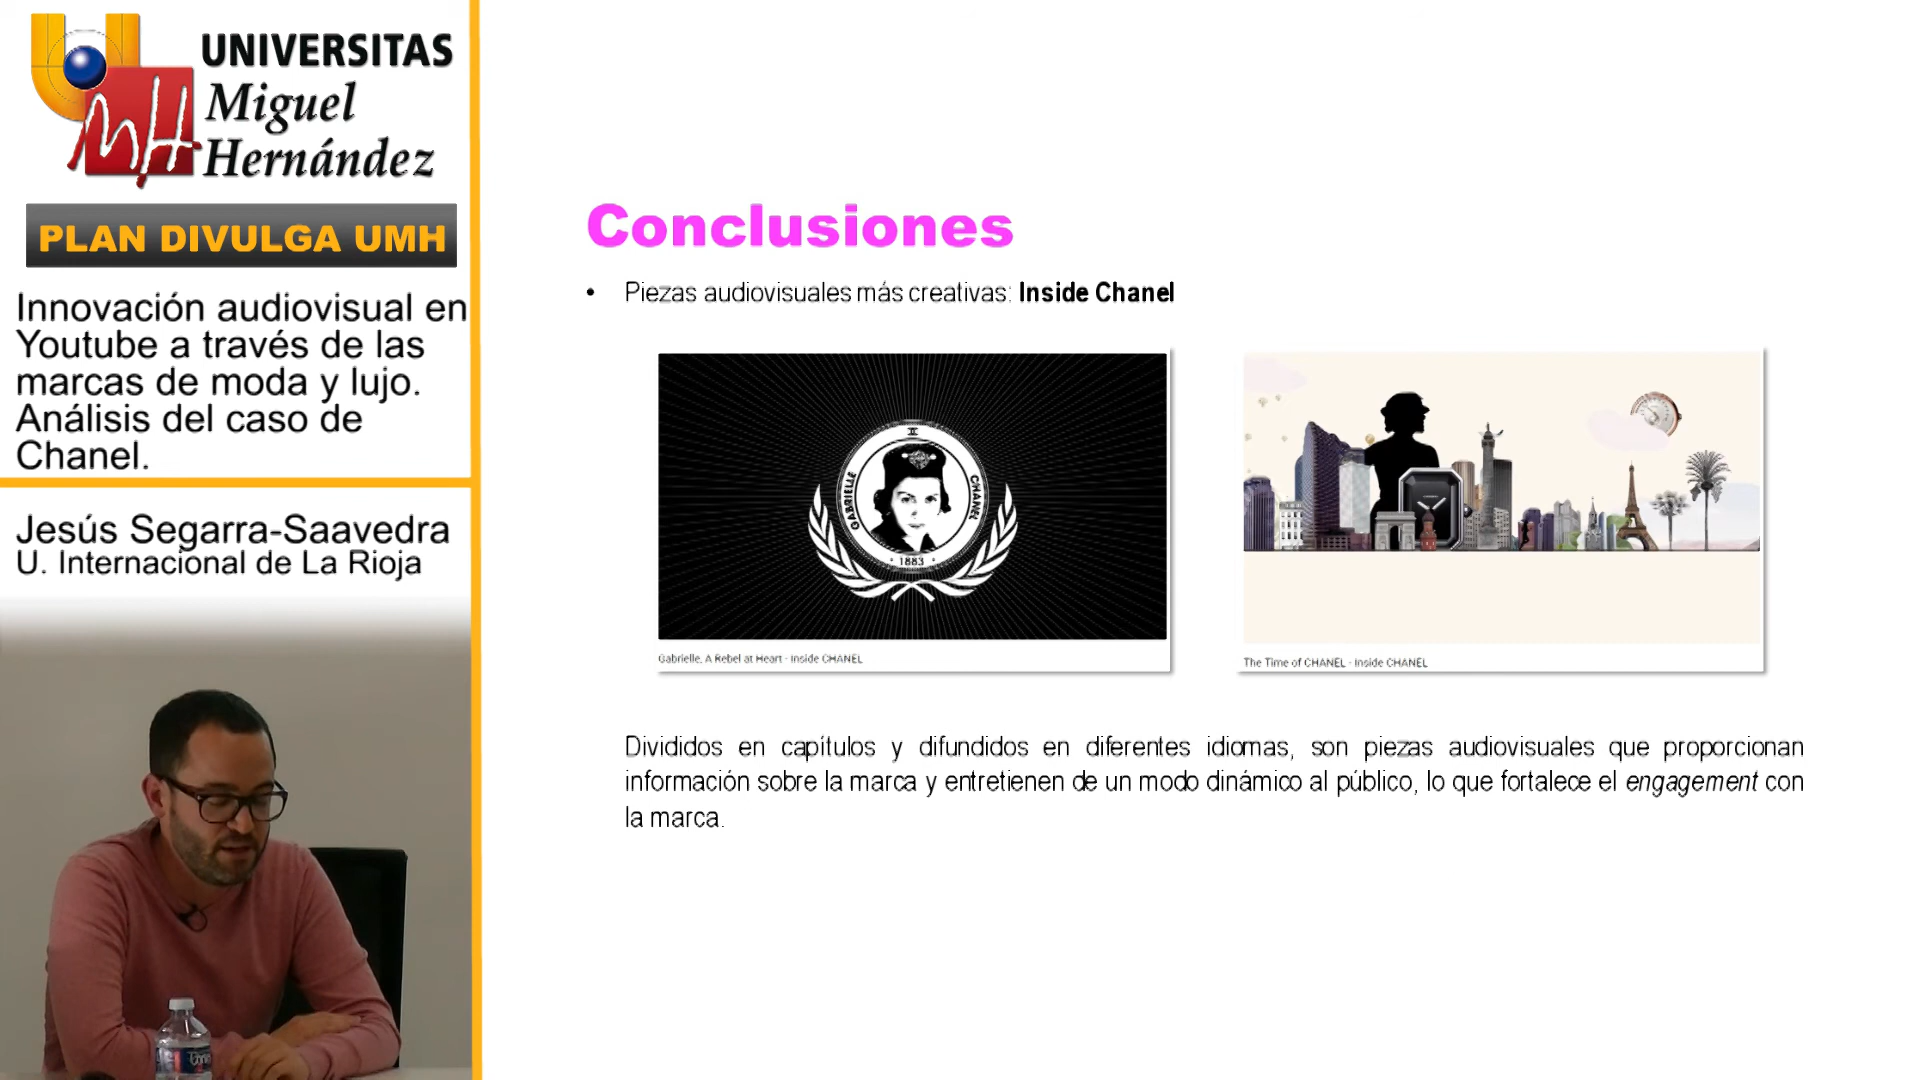 UNIVERSITAS
Miguel
Hernández
PLAN DIVULGA UMH
Innovación audiovisual en
Youtube a través de las
marcas de moda y lujo.
Análisis del caso de
Chanel.
Jesús Segarra-Saavedra
U. Internacional de La Rioja
Conclusiones
• Piezas audiovisuales más creativas: Inside Chanel
II
GABRIELLE CHANEL
· 1883 ·
Gabrielle. A Rebel at Heart - Inside CHANEL
The Time of CHANEL - Inside CHANEL
Divididos en capítulos y difundidos en diferentes idiomas, son piezas audiovisuales que proporcionan
información sobre la marca y entretienen de un modo dinámico al público, lo que fortalece el engagement con
la marca.